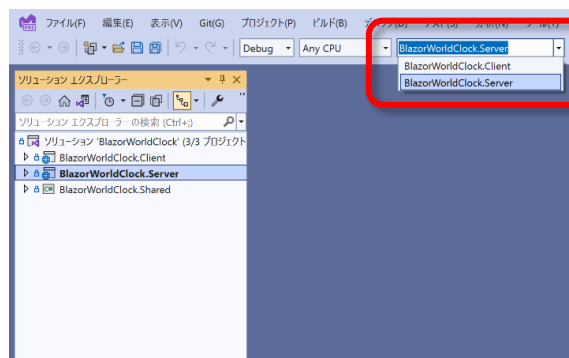 ファイル(F) 編集(E) 表示(V) Git(G) プロジェクト(P) ビルド(B)
Debug Any CPU BlazorWorldClock.Server
BlazorWorldClock.Client
BlazorWorldClock.Server
ソリューション エクスプローラー
ソリューション エクスプローラー の検索 (Ctrl+;)
ソリューション 'BlazorWorldClock' (3/3 プロジェクト
BlazorWorldClock.Client
BlazorWorldClock.Server
C# BlazorWorldClock.Shared